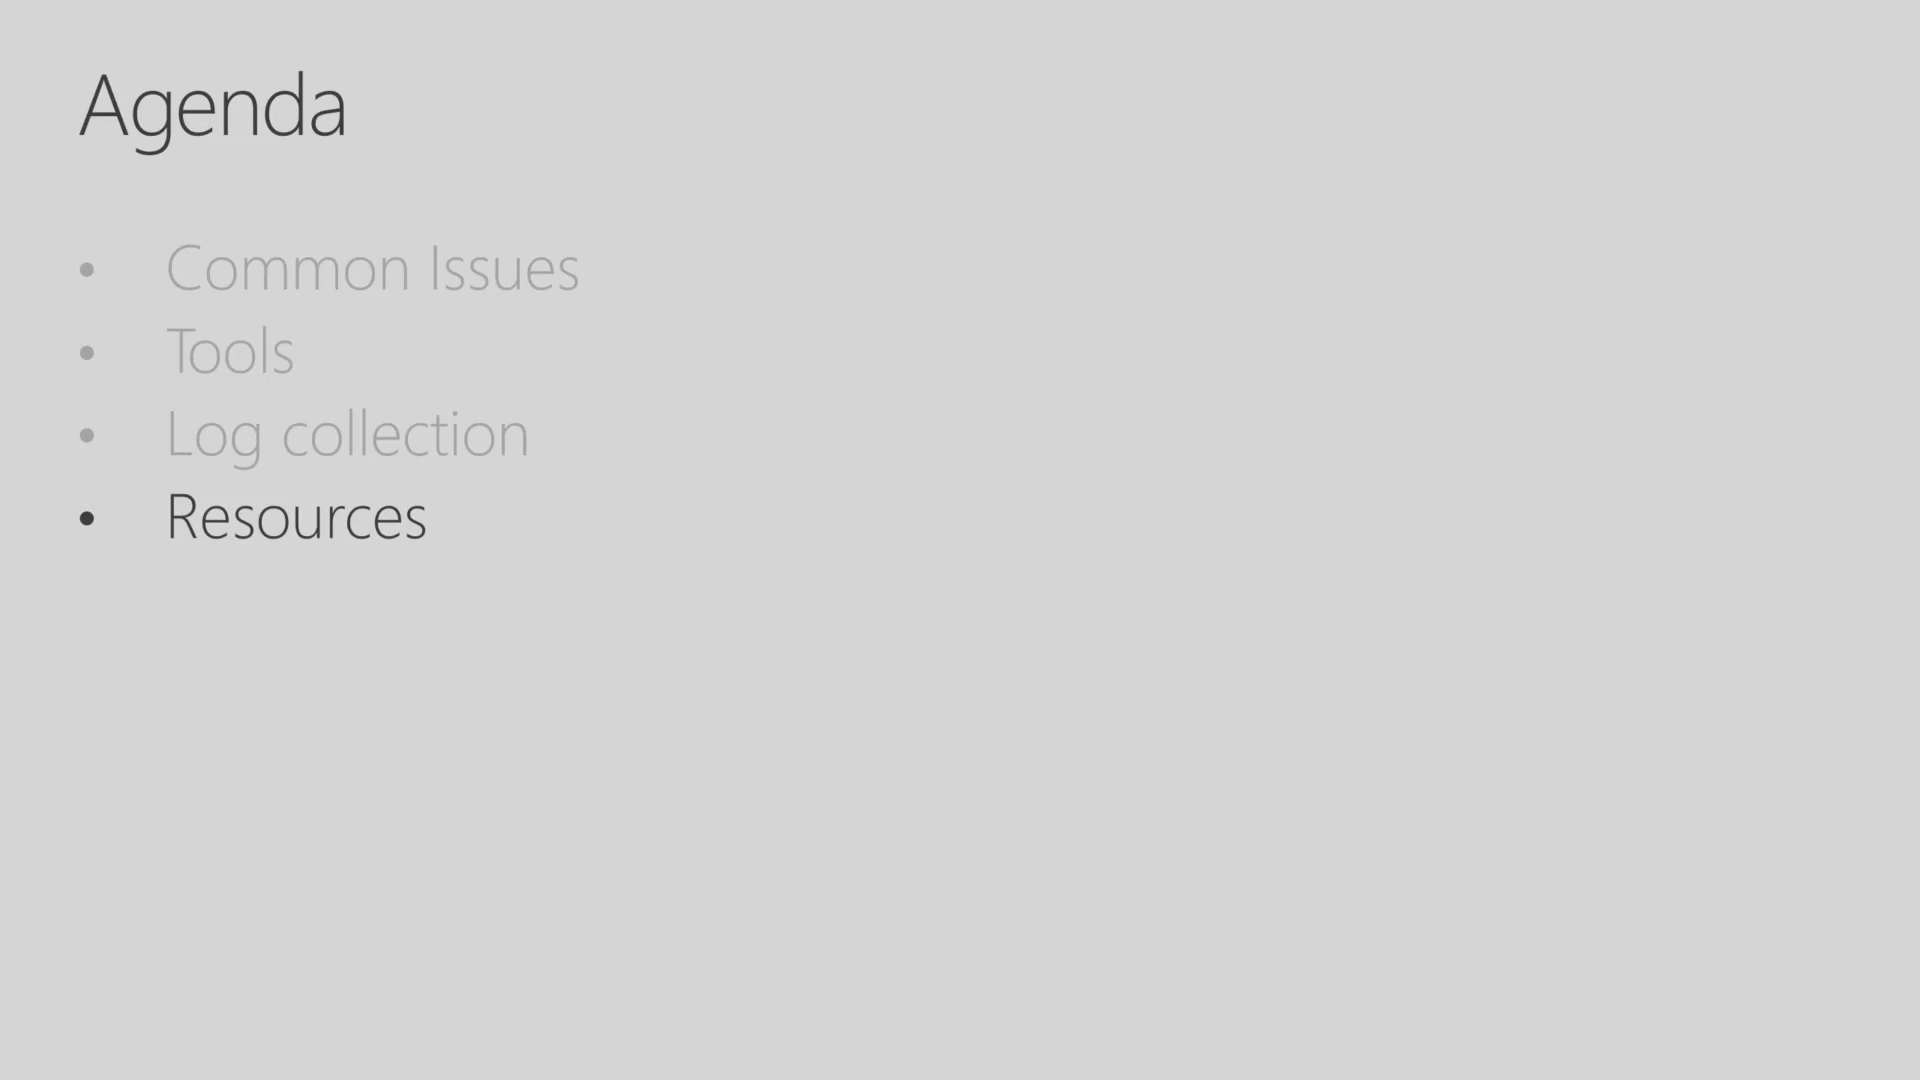 Agenda
• Common Issues
• Tools
• Log collection
• Resources